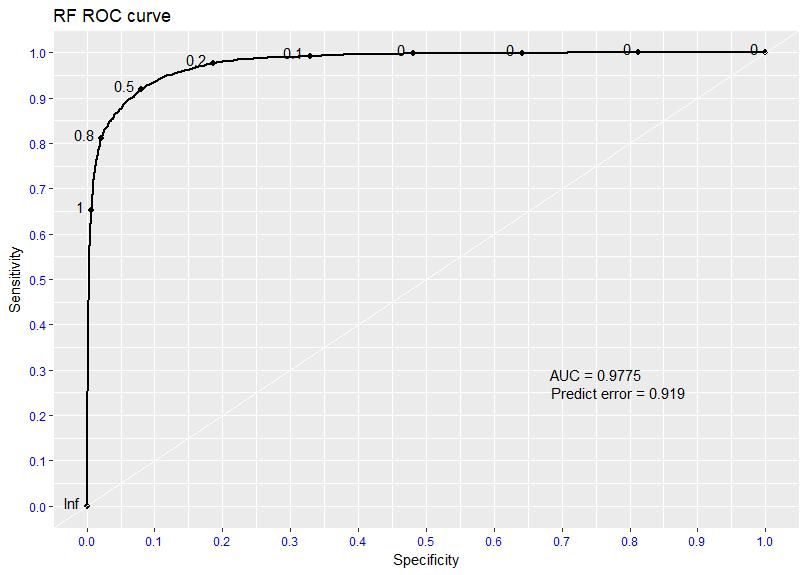 RF ROC curve
1.0
0.9
0.8
0.7
0.6
0.5
0.4
0.3
0.2
0.1
0.0
Sensitivity
0.2 0.1 0 0 0 0
0.5
0.8
1
Inf
AUC = 0.9775
Predict error = 0.919
0.0 0.1 0.2 0.3 0.4 0.5 0.6 0.7 0.8 0.9 1.0
Specificity